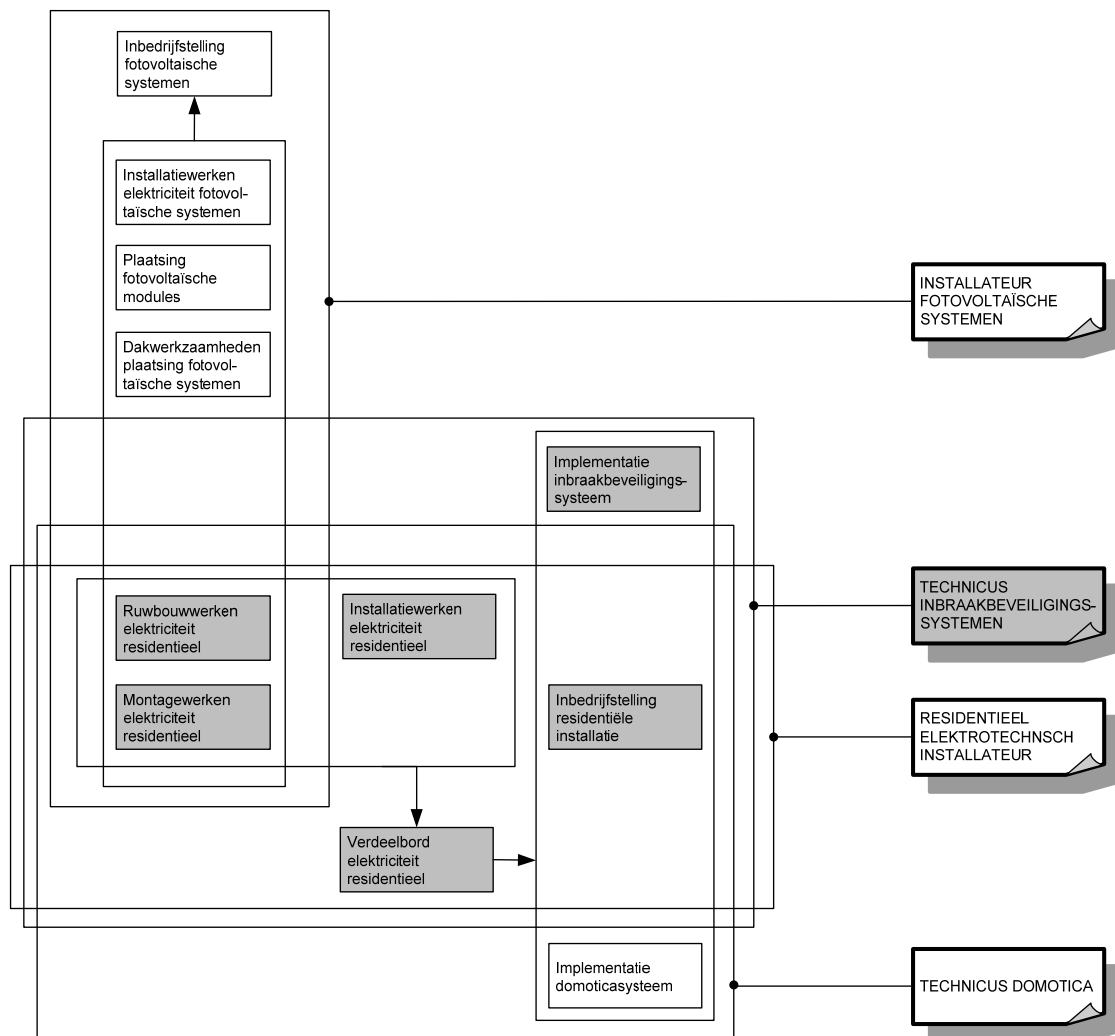 Inbedrijfstelling
fotovoltaische
systemen
Installatiewerken
elektriciteit fotovol-
taïsche systemen
Plaatsing
fotovoltaïsche
modules
Dakwerkzaamheden
plaatsing fotovol-
taïsche systemen
INSTALLATEUR
FOTOVOLTAÏSCHE
SYSTEMEN
Implementatie
inbraakbeveiligings-
systeem
Ruwbouwwerken
elektriciteit
residentieel
Installatiewerken
elektriciteit
residentieel
TECHNICUS
INBRAAKBEVEILIGINGS-
SYSTEMEN
Montagewerken
elektriciteit
residentieel
Inbedrijfstelling
residentiële
installatie
RESIDENTIEEL
ELEKTROTECHNSCH
INSTALLATEUR
Verdeelbord
elektriciteit
residentieel
Implementatie
domoticasysteem
TECHNICUS DOMOTICA